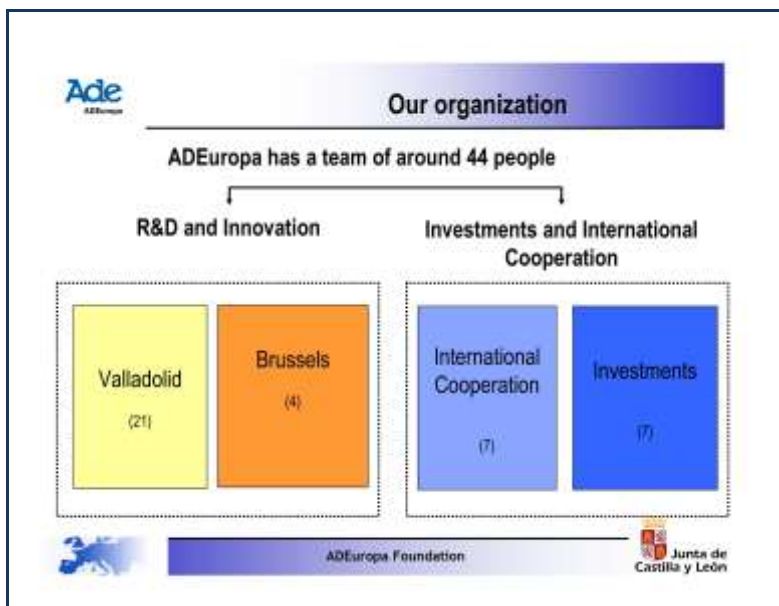 Ade
ADEuropa
Our organization
ADEuropa has a team of around 44 people
R&D and Innovation
Investments and International
Cooperation
Valladolid
(21)
Brussels
(4)
International
Cooperation
(7)
Investments
(7)
ADEuropa Foundation
Junta de
Castilla y León